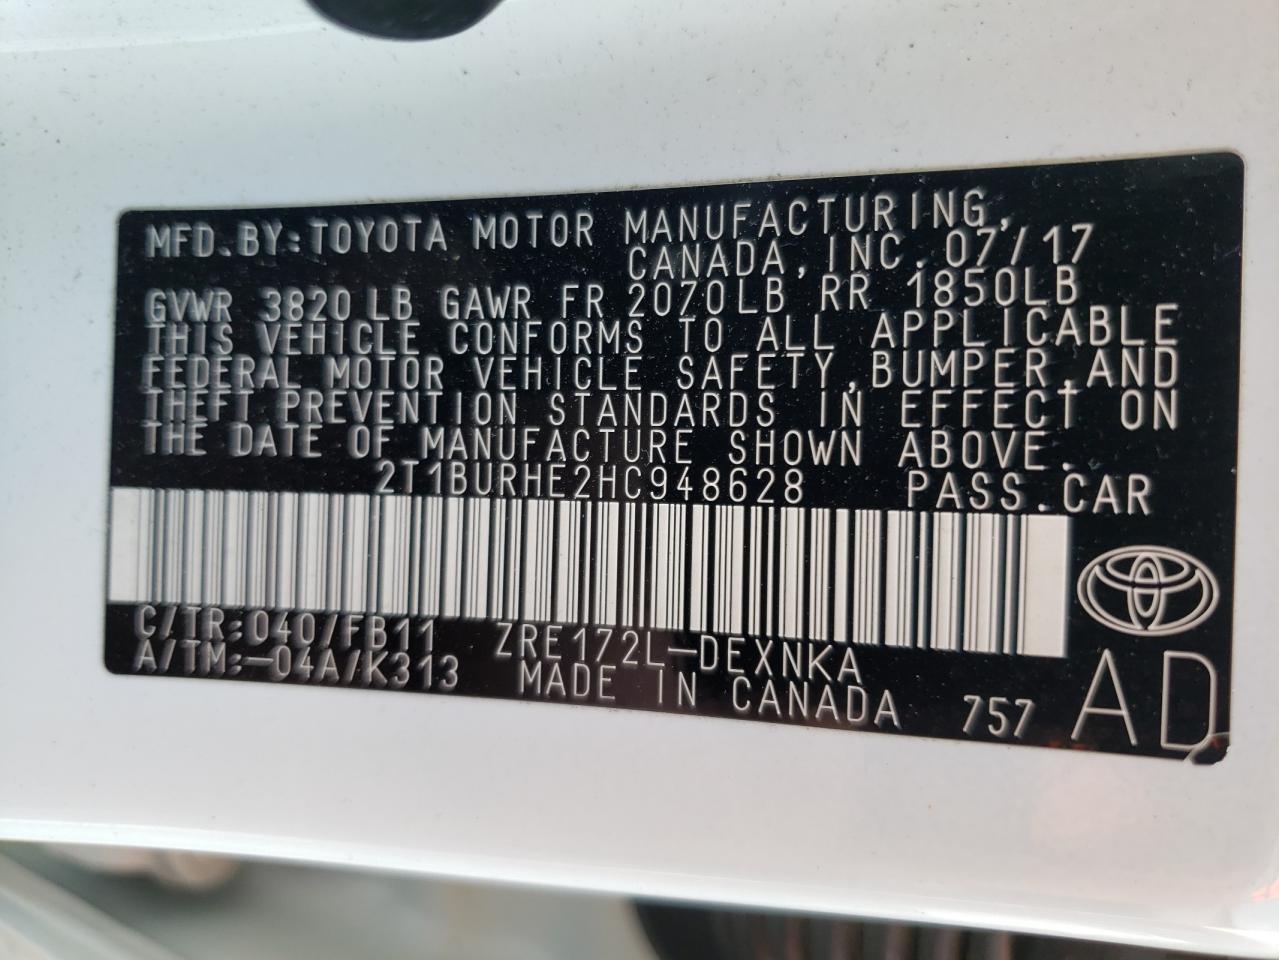 MFD.BY:TOYOTA MOTOR MANUFACTURING,
CANADA,INC.07/17
GVWR 3820LB GAWR FR 2070LB RR 1850LB
THIS VEHICLE CONFORMS TO ALL APPLICABLE
FEDERAL MOTOR VEHICLE SAFETY,BUMPER,AND
THEFT PREVENTION STANDARDS IN EFFECT ON
THE DATE OF MANUFACTURE SHOWN ABOVE.
2T1BURHE2HC948628 PASS.CAR
C/TR:040/FB11 ZRE172L-DEXNKA
A/TM:-04A/K313 MADE IN CANADA 757 AD